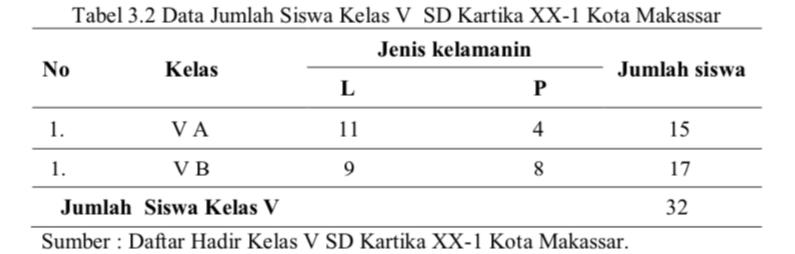 Tabel 3.2 Data Jumlah Siswa Kelas V SD Kartika XX-1 Kota Makassar
No Kelas Jenis kelamanin Jumlah siswa
L P
1. V A 11 4 15
1. V B 9 8 17
Jumlah Siswa Kelas V 32
Sumber : Daftar Hadir Kelas V SD Kartika XX-1 Kota Makassar.